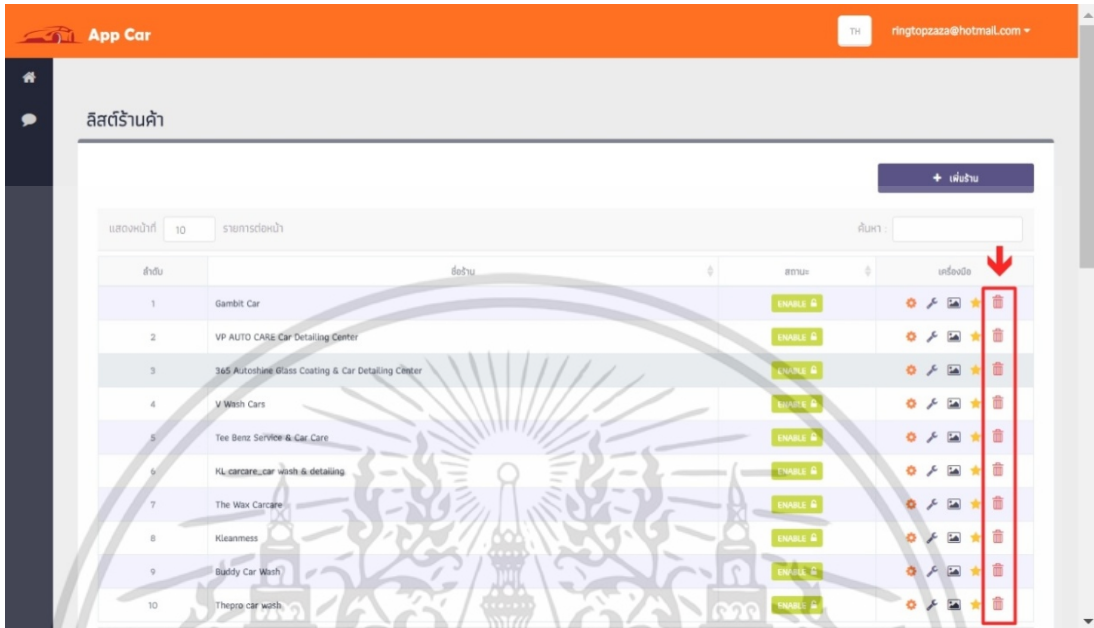 App Car
TH
ringtopzaza@hotmail.com
ลิสต์ร้านค้า
+ เพิ่มร้าน
แสดงหน้าที่ 10 รายการต่อหน้า ค้นหา :
ลำดับ ชื่อร้าน สถานะ เครื่องมือ
1 Gambit Car ENABLE
2 VP AUTO CARE Car Detailing Center ENABLE
3 365 Autoshine Glass Coating & Car Detailing Center ENABLE
4 V Wash Cars ENABLE
5 Tee Benz Service & Car Care ENABLE
6 KL carcare_car wash & detailing ENABLE
7 The Wax Carcare ENABLE
8 Kleanmess ENABLE
9 Buddy Car Wash ENABLE
10 Thepro car wash ENABLE